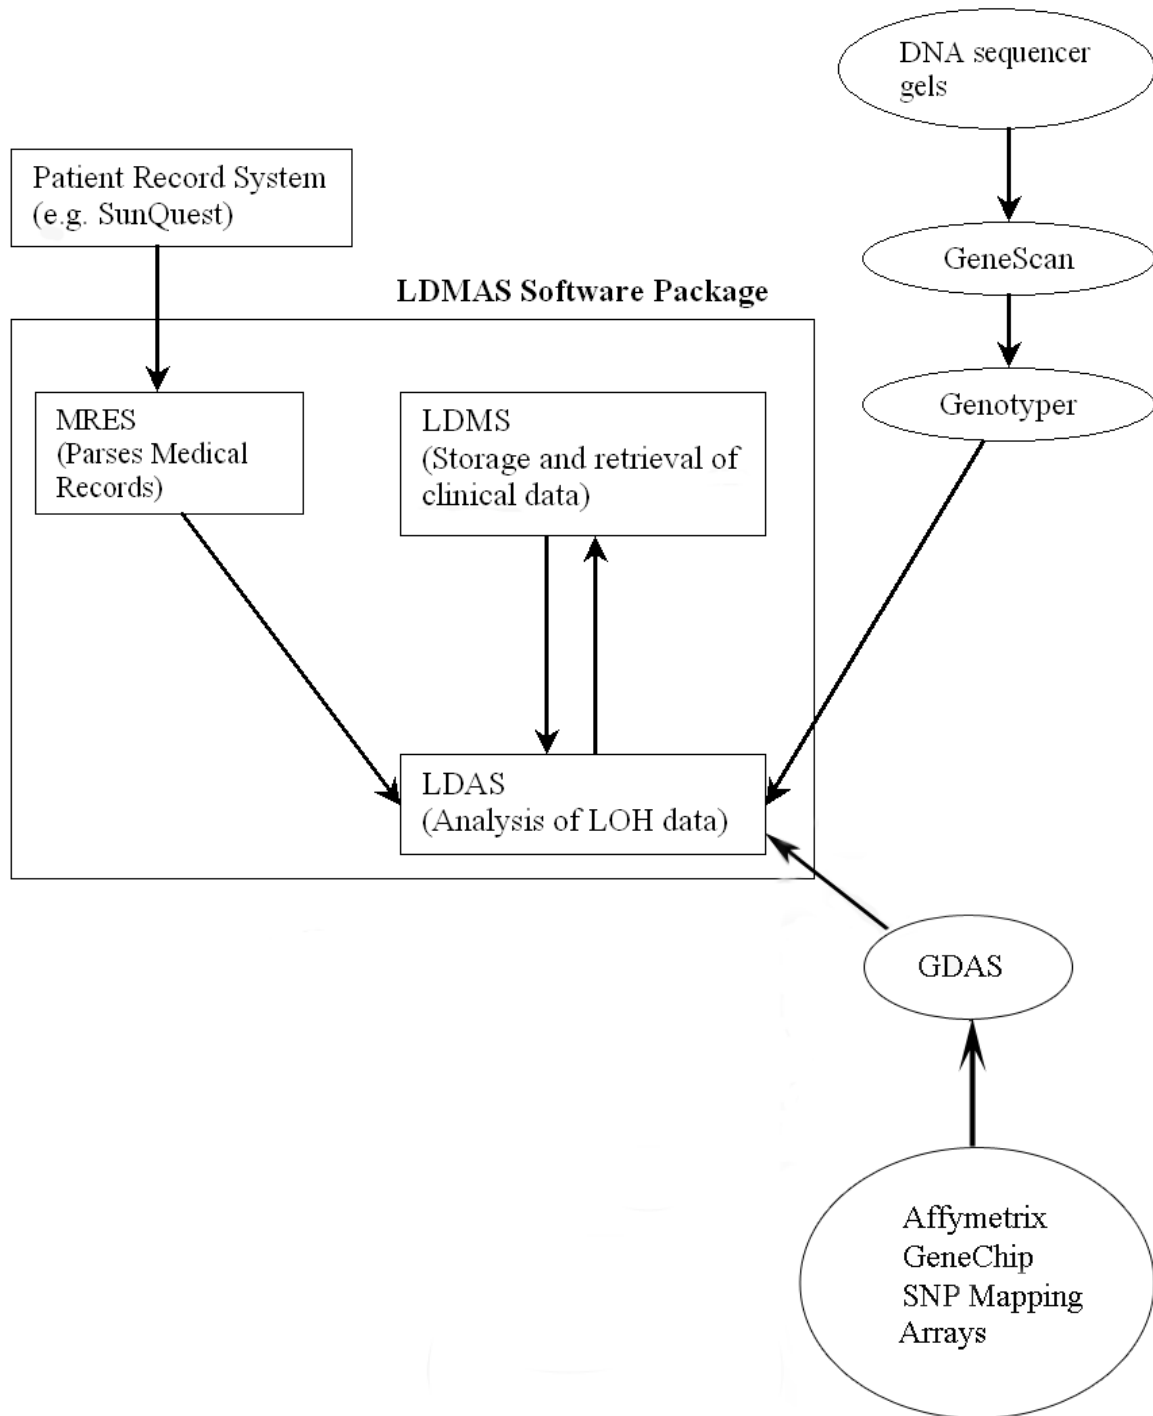 DNA sequencer
gels
Patient Record System
(e.g. SunQuest)
GeneScan
LDMAS Software Package
Genotyper
MRES
(Parses Medical
Records)
LDMS
(Storage and retrieval of
clinical data)
LDAS
(Analysis of LOH data)
GDAS
Affymetrix
GeneChip
SNP Mapping
Arrays